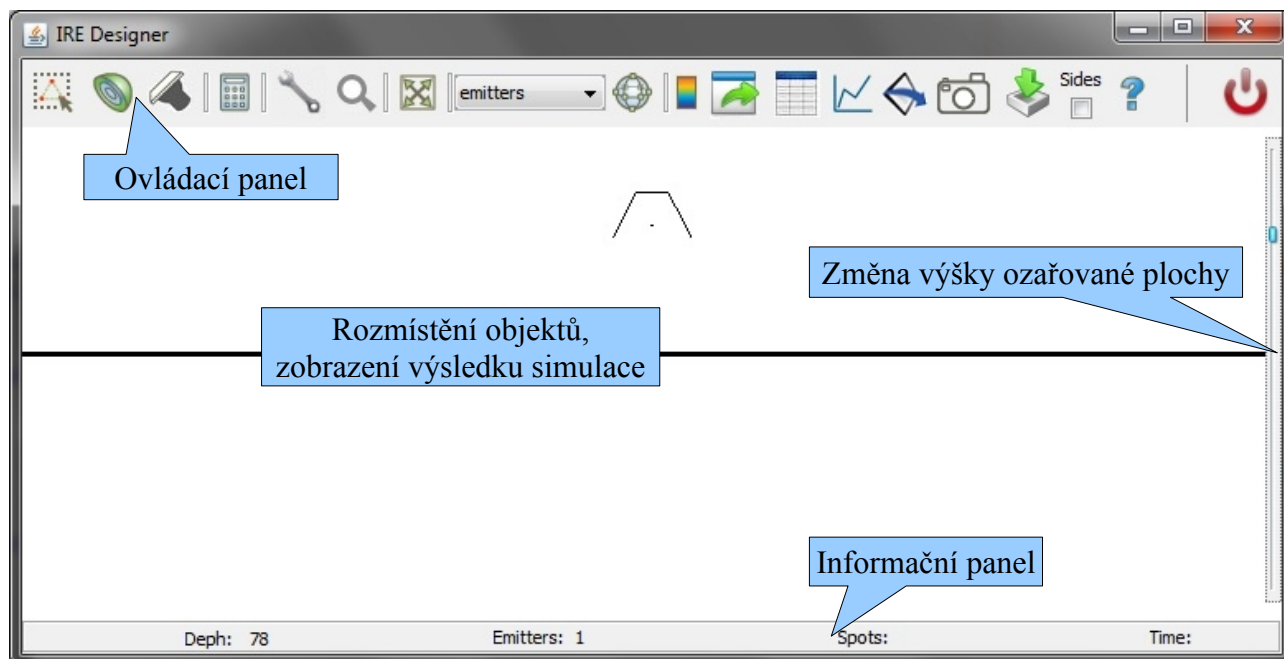 IRE Designer
emitters
Sides
Ovládací panel
Změna výšky ozařované plochy
Rozmístění objektů,
zobrazení výsledku simulace
Informační panel
Deph: 78 Emitters: 1 Spots: Time: